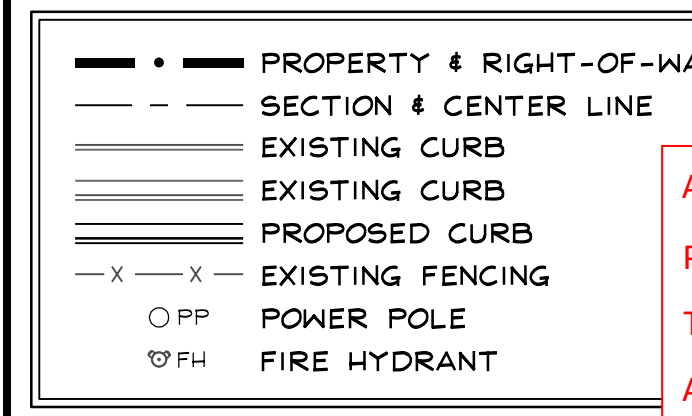 PROPERTY & RIGHT-OF-WA
SECTION & CENTER LINE
EXISTING CURB
EXISTING CURB
PROPOSED CURB
X X EXISTING FENCING
PP POWER POLE
FH FIRE HYDRANT
A
T
A